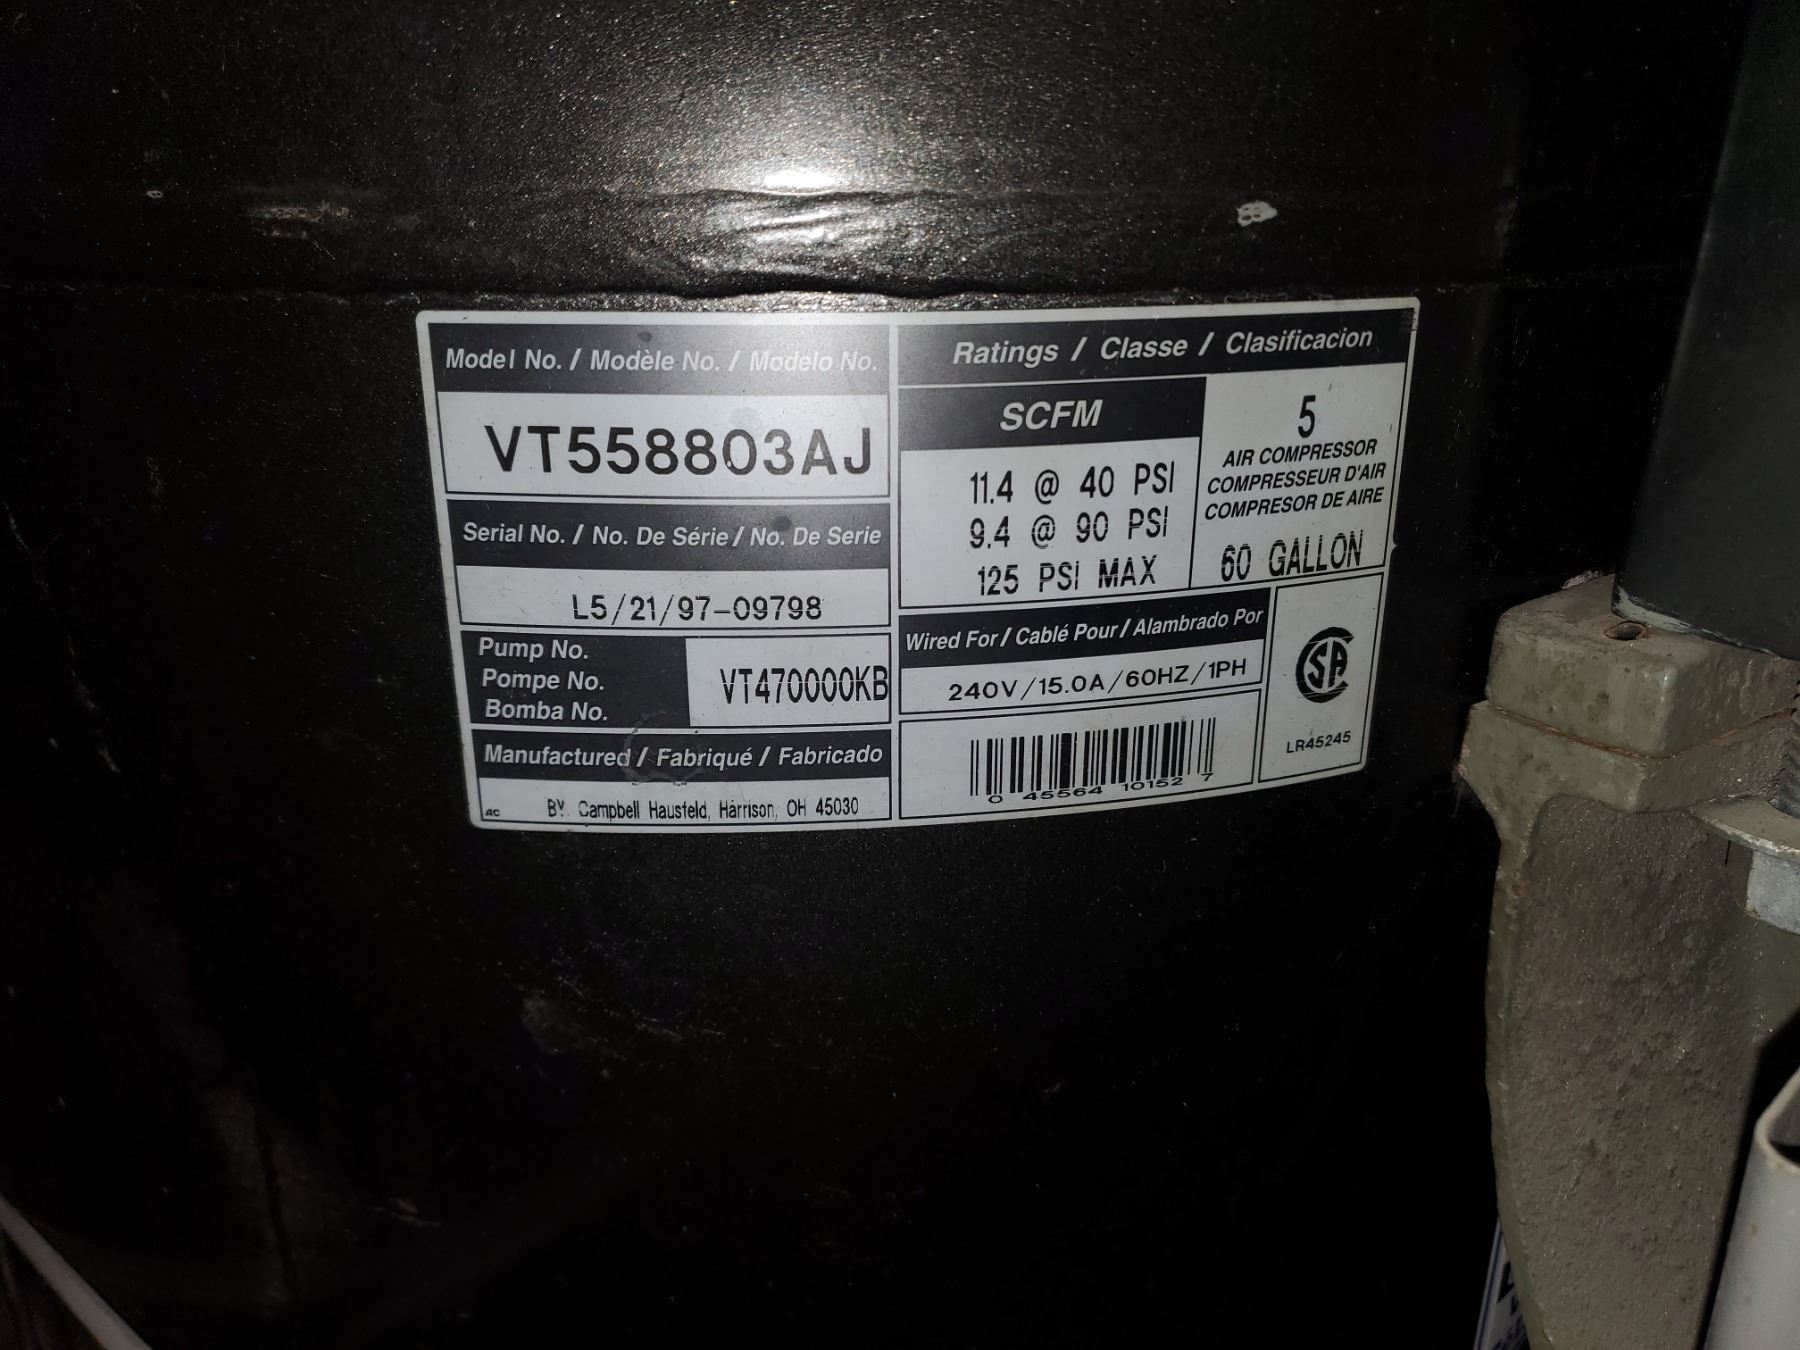 Model No. / Modèle No. / Modelo No.
VT558803AJ
Serial No. / No. De Série / No. De Serie
L5/21/97-09798
Pump No.
Pompe No.
Bomba No.
VT470000KB
Manufactured / Fabriqué / Fabricado
AC
BY Campbell Hausfeld, Harrison, OH 45030
Ratings / Classe / Clasificacion
SCFM
11.4 @ 40 PSI
9.4 @ 90 PSI
125 PSI MAX
5
AIR COMPRESSOR
COMPRESSEUR D'AIR
COMPRESOR DE AIRE
60 GALLON
Wired For / Cablé Pour / Alambrado Por
240V/15.0A/60HZ/1PH
0 45564 10152 7
SA
LR45245